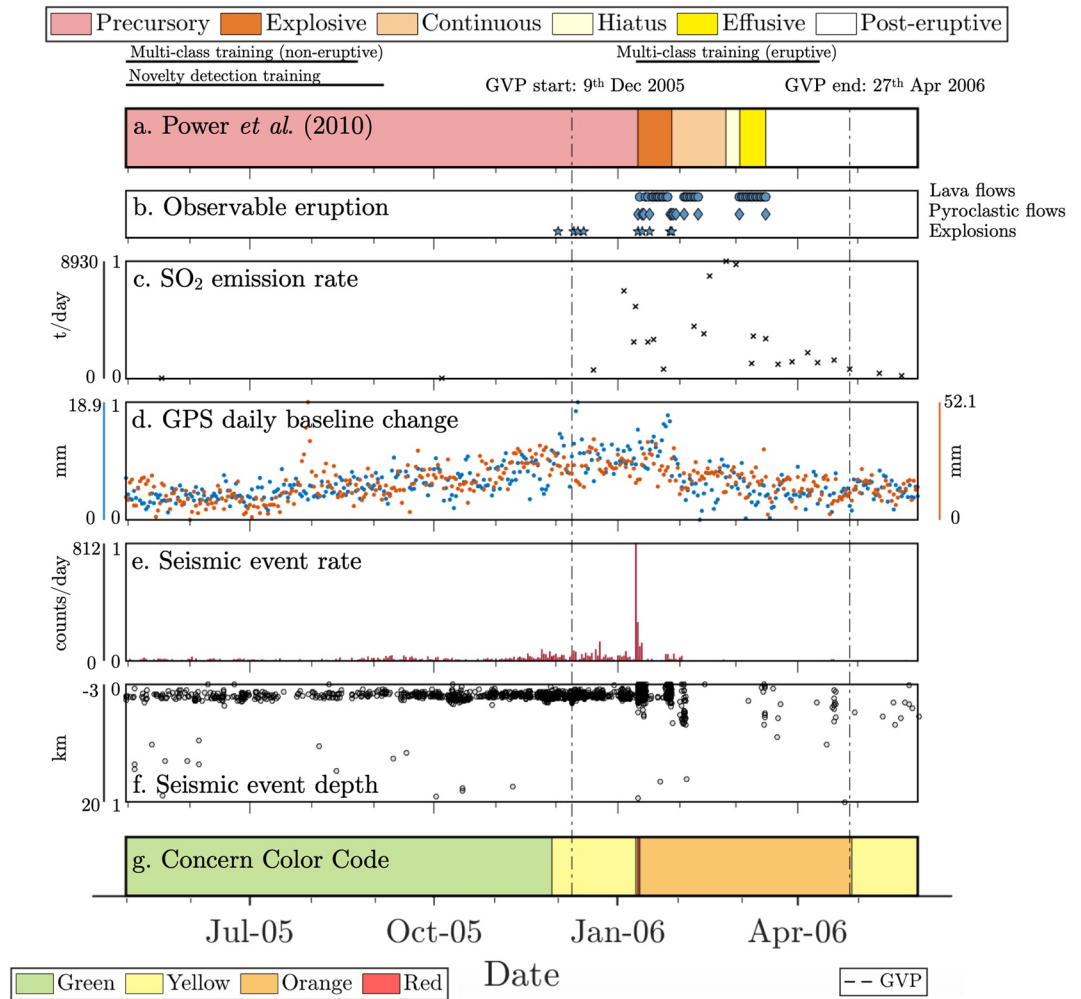 Precursory Explosive Continuous Hiatus Effusive Post-eruptive
Multi-class training (non-eruptive)
Multi-class training (eruptive)
Novelty detection training
GVP start: 9th Dec 2005
GVP end: 27th Apr 2006
a. Power et al. (2010)
b. Observable eruption
Lava flows
Pyroclastic flows
Explosions
8930 1
c. SO2 emission rate
t/day
0 0
18.9 1
d. GPS daily baseline change
52.1
mm
mm
0 0
0
812 1
e. Seismic event rate
counts/day
0 0
-3 0
km
f. Seismic event depth
20 1
g. Concern Color Code
Jul-05 Oct-05 Jan-06 Apr-06
Date
Green Yellow Orange Red
GVP